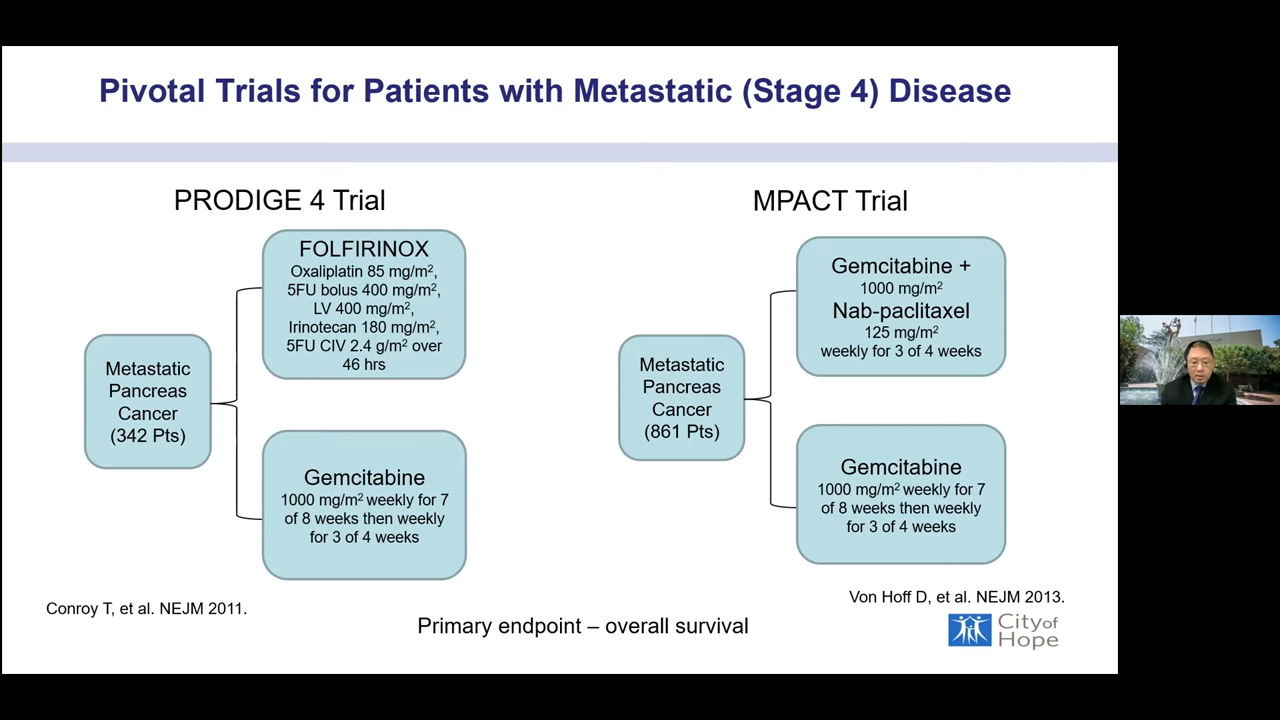 Pivotal Trials for Patients with Metastatic (Stage 4) Disease
PRODIGE 4 Trial
Metastatic
Pancreas
Cancer
(342 Pts)
FOLFIRINOX
Oxaliplatin 85 mg/m²,
5FU bolus 400 mg/m²,
LV 400 mg/m²,
Irinotecan 180 mg/m²,
5FU CIV 2.4 g/m² over
46 hrs
Gemcitabine
1000 mg/m² weekly for 7
of 8 weeks then weekly
for 3 of 4 weeks
Conroy T, et al. NEJM 2011.
MPACT Trial
Metastatic
Pancreas
Cancer
(861 Pts)
Gemcitabine +
1000 mg/m²
Nab-paclitaxel
125 mg/m²
weekly for 3 of 4 weeks
Gemcitabine
1000 mg/m² weekly for 7
of 8 weeks then weekly
for 3 of 4 weeks
Von Hoff D, et al. NEJM 2013.
Primary endpoint – overall survival
City of
Hope